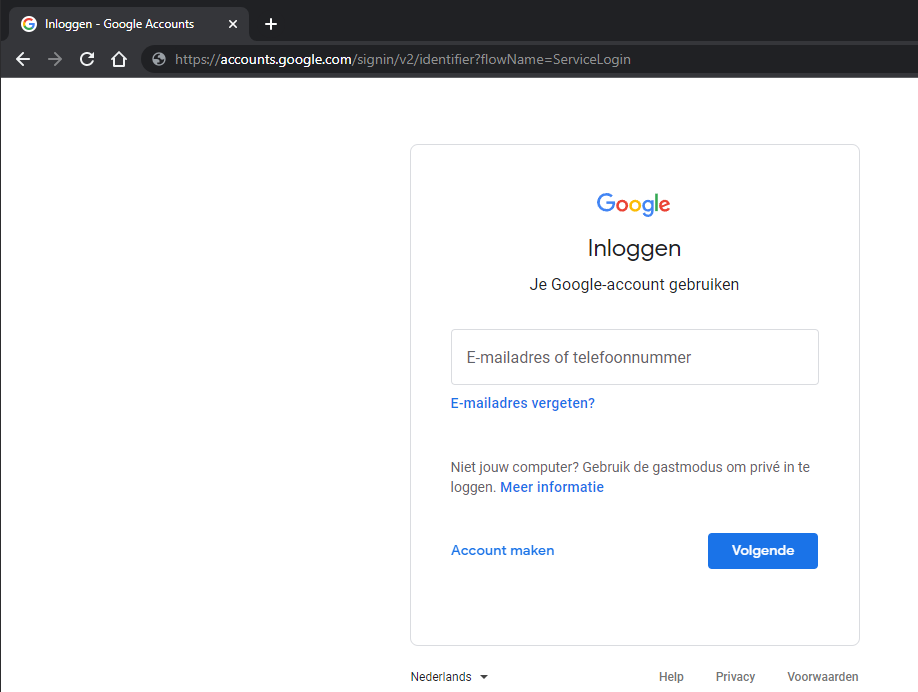 Inloggen - Google Accounts
https://accounts.google.com/signin/v2/identifier?flowName=ServiceLogin
Google
Inloggen
Je Google-account gebruiken
E-mailadres of telefoonnummer
E-mailadres vergeten?
Niet jouw computer? Gebruik de gastmodus om privé in te
loggen. Meer informatie
Account maken Volgende
Nederlands Help Privacy Voorwaarden